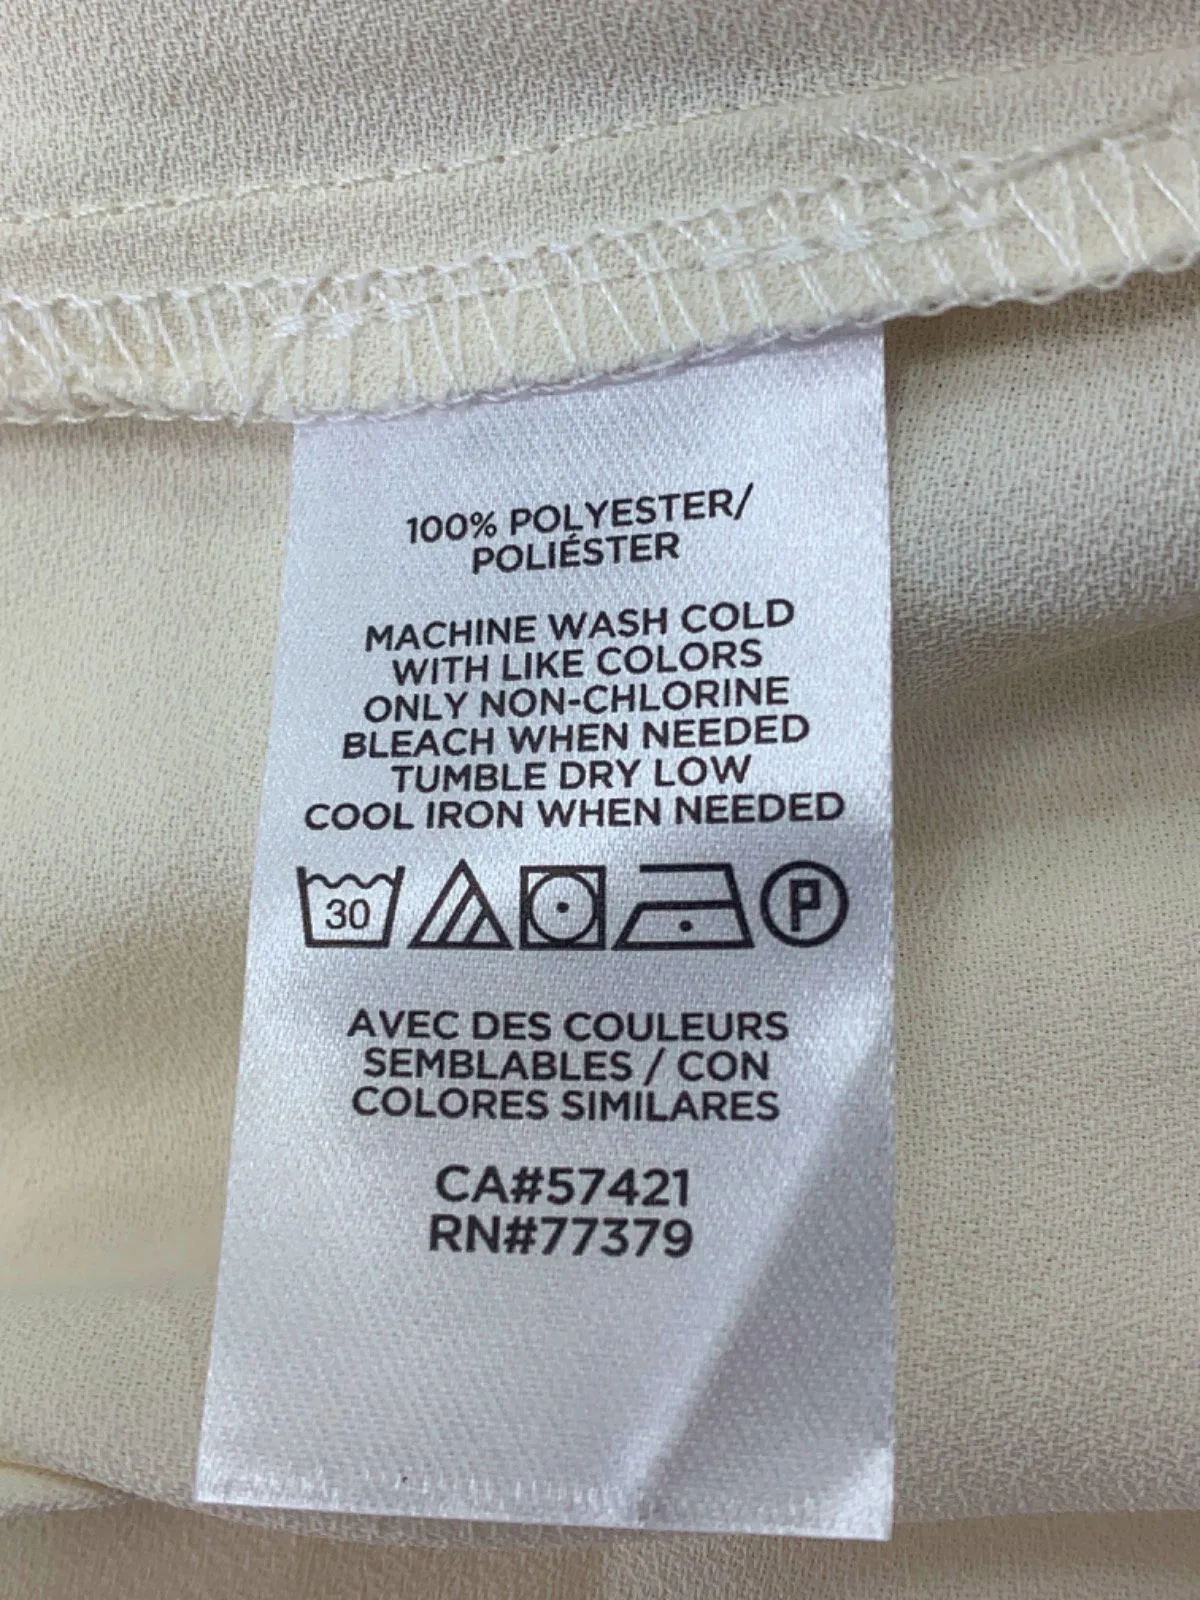 100% POLYESTER/
POLIÉSTER
MACHINE WASH COLD
WITH LIKE COLORS
ONLY NON-CHLORINE
BLEACH WHEN NEEDED
TUMBLE DRY LOW
COOL IRON WHEN NEEDED
30 P
AVEC DES COULEURS
SEMBLABLES / CON
COLORES SIMILARES
CA#57421
RN#77379